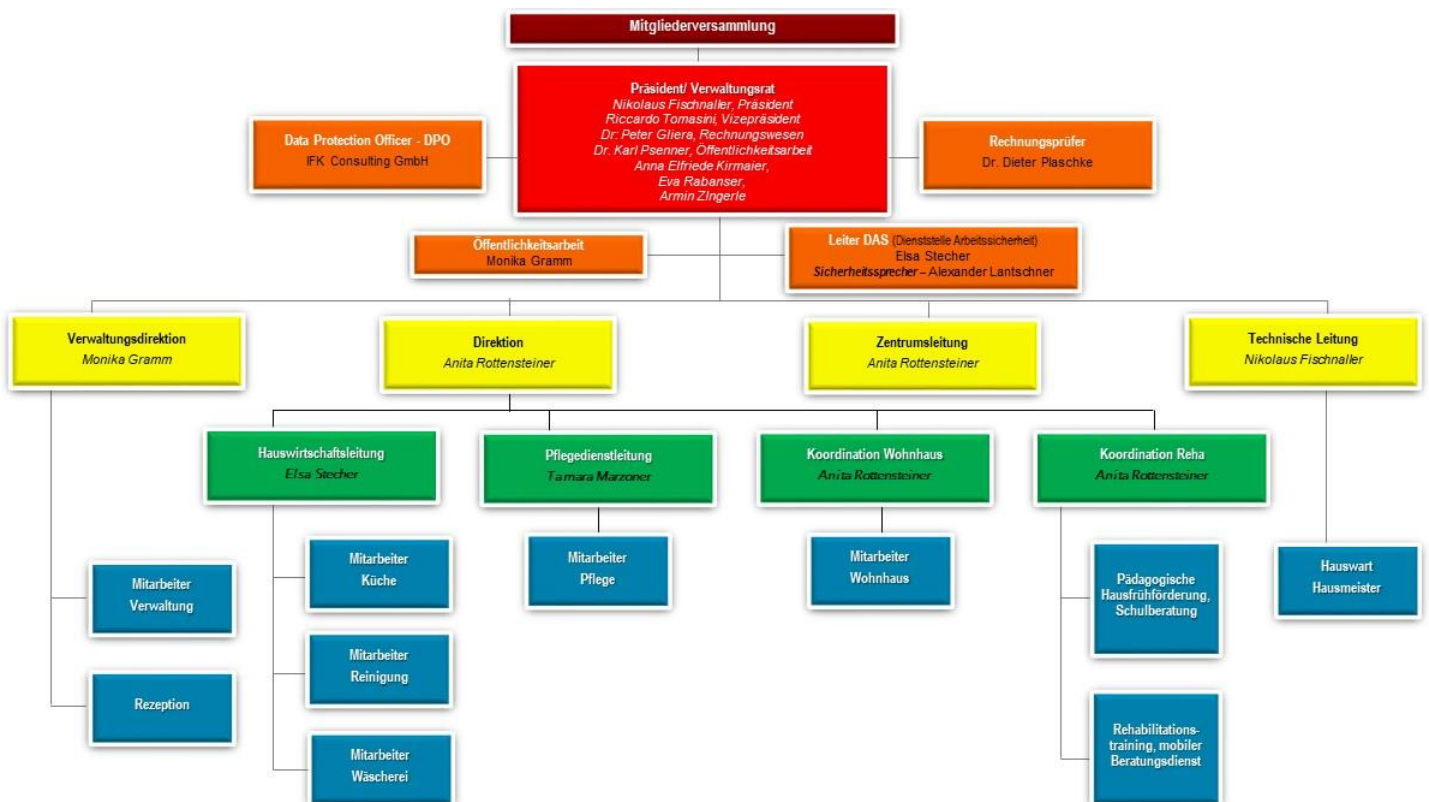 Mitgliederversammlung
Präsident/ Verwaltungsrat
Nikolaus Fischnaller, Präsident
Riccardo Tomasini, Vizepräsident
Dr: Peter Gliera, Rechnungswesen
Dr. Karl Psenner, Öffentlichkeitsarbeit
Anna Elfriede Kirmaier,
Eva Rabanser,
Armin ZIngerle
Data Protection Officer - DPO
IFK Consulting GmbH
Rechnungsprüfer
Dr. Dieter Plaschke
Öffentlichkeitsarbeit
Monika Gramm
Leiter DAS (Dienststelle Arbeitssicherheit)
Elsa Stecher
Sicherheitssprecher – Alexander Lantschner
Verwaltungsdirektion
Monika Gramm
Direktion
Anita Rottensteiner
Zentrumsleitung
Anita Rottensteiner
Technische Leitung
Nikolaus Fischnaller
Hauswirtschaftsleitung
Elsa Stecher
Pflegedienstleitung
Tamara Marzoner
Koordination Wohnhaus
Anita Rottensteiner
Koordination Reha
Anita Rottensteiner
Mitarbeiter
Verwaltung
Rezeption
Mitarbeiter
Küche
Mitarbeiter
Reinigung
Mitarbeiter
Wäscherei
Mitarbeiter
Pflege
Mitarbeiter
Wohnhaus
Pädagogische
Hausfrühförderung,
Schulberatung
Rehabilitations-
training, mobiler
Beratungsdienst
Hauswart
Hausmeister